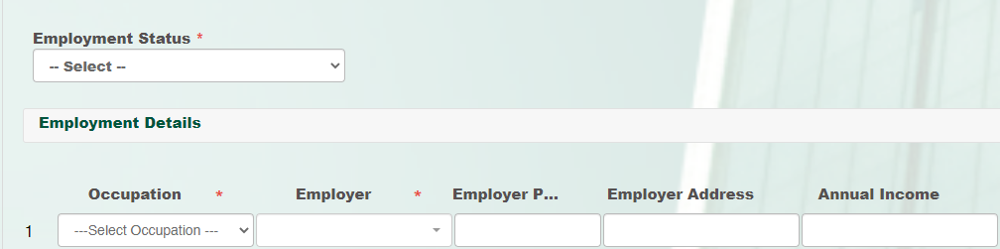 Employment Status *
-- Select --
Employment Details
Occupation * Employer * Employer P... Employer Address Annual Income
1 ---Select Occupation ---